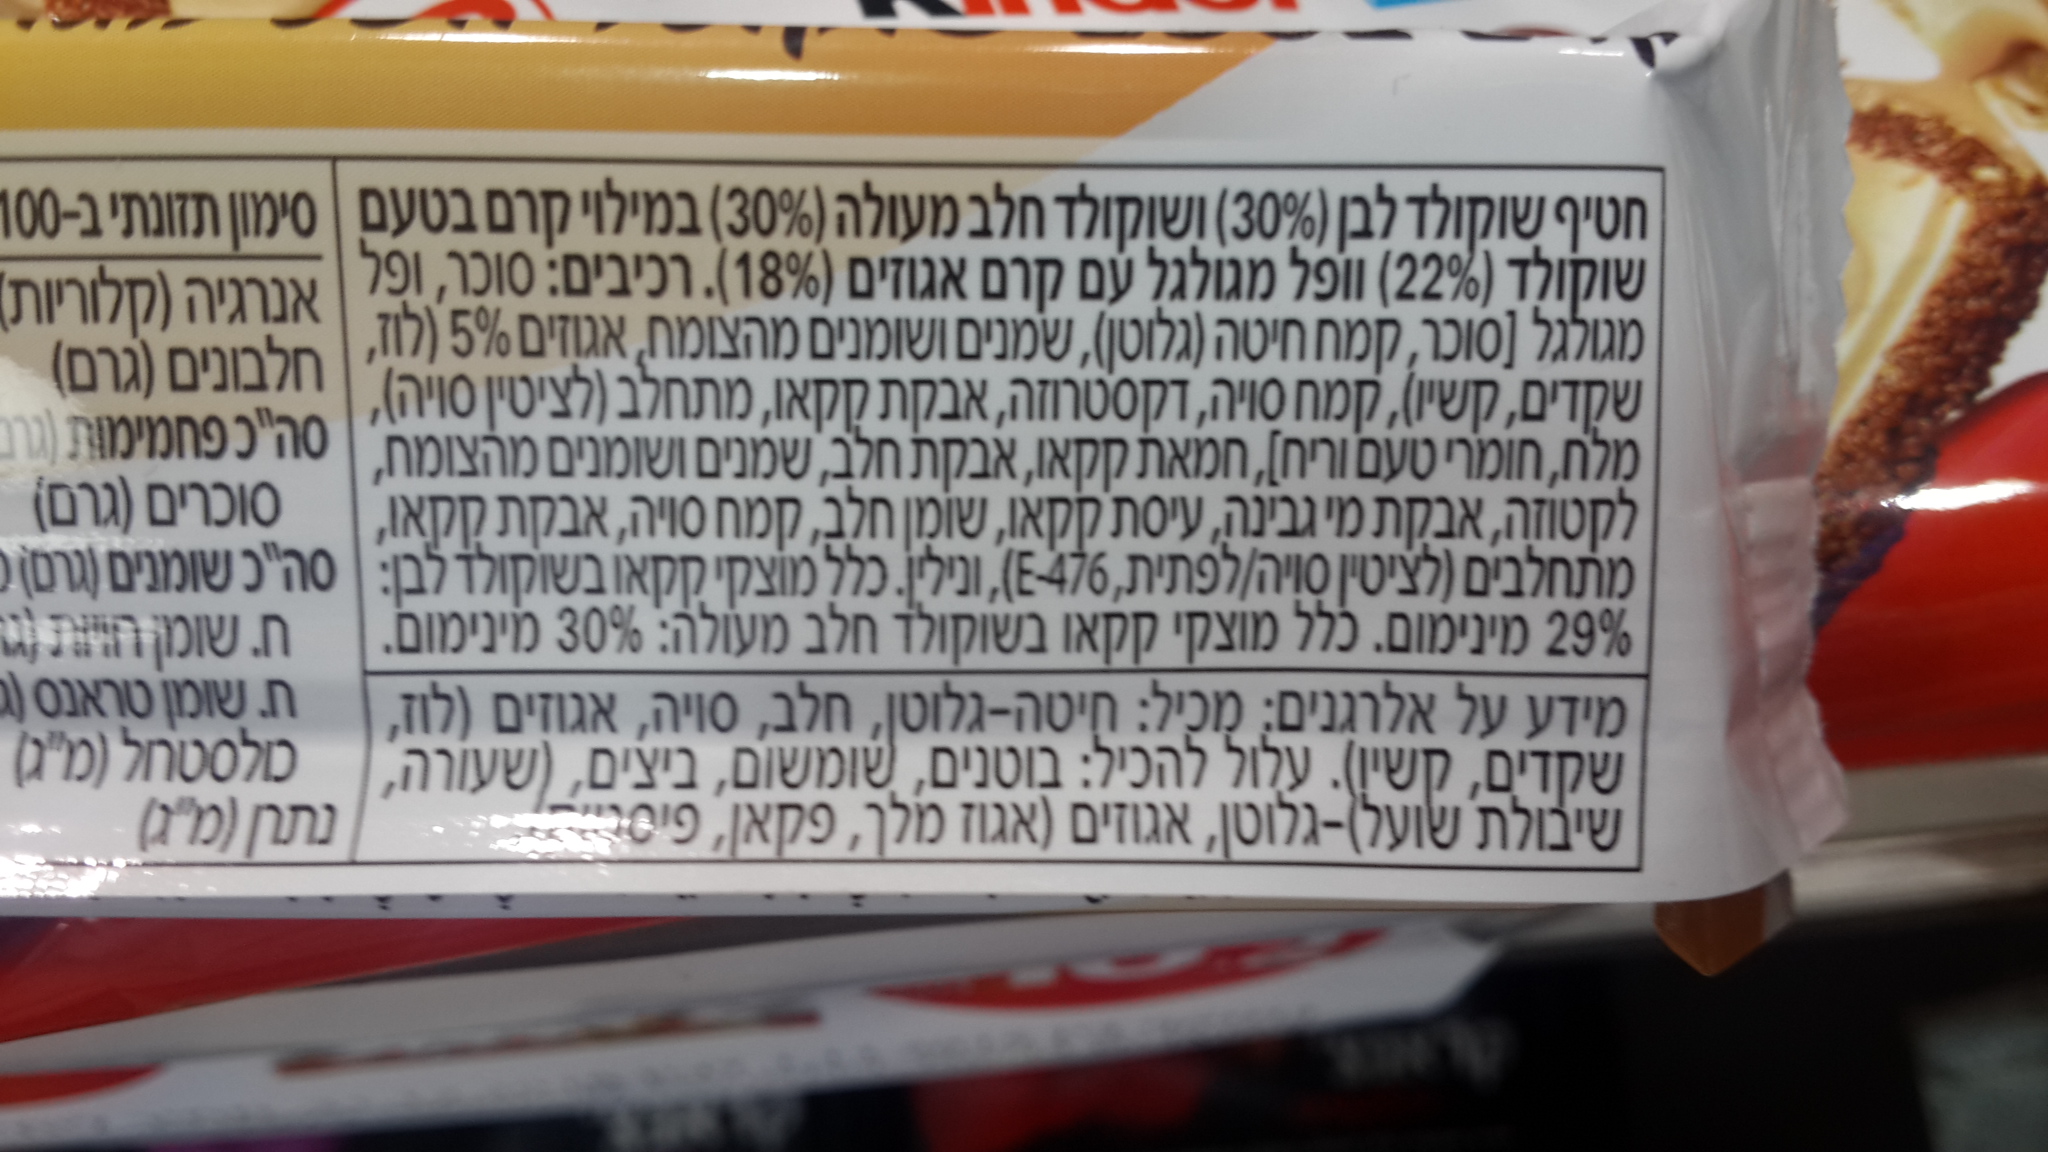 חטיף שוקולד לבן (30%) ושוקולד חלב מעולה (30%) במילוי קרם בטעם
שוקולד (22%) וופל מגולגל עם קרם אגוזים (18%). רכיבים: סוכר, ופל
מגולגל [סוכר, קמח חיטה (גלוטן), שמנים ושומנים מהצומח, אגוזים 5% (לוז,
שקדים, קשיו), קמח סויה, דקסטרוזה, אבקת קקאו, מתחלב (לציטין סויה),
מלח, חומרי טעם וריח], חמאת קקאו, אבקת חלב, שמנים ושומנים מהצומח,
לקטוזה, אבקת מי גבינה, עיסת קקאו, שומן חלב, קמח סויה, אבקת קקאו,
מתחלבים (לציטין סויה/לפתית, E-476), ונילין. כלל מוצקי קקאו בשוקולד לבן:
29% מינימום. כלל מוצקי קקאו בשוקולד חלב מעולה: 30% מינימום.
מידע על אלרגנים: מכיל: חיטה-גלוטן, חלב, סויה, אגוזים (לוז,
שקדים, קשיו). עלול להכיל: בוטנים, שומשום, ביצים, (שעורה,
שיבולת שועל)-גלוטן, אגוזים (אגוז מלך, פקאן,
סימון תזונתי ב-100
אנרגיה (קלוריות)
חלבונים (גרם)
סה"כ פחמימות (גרם
סוכרים (גרם)
סה"כ שומנים (גרם)
ח. שומן רוויות
ח. שומן טראנס (ג
כולסטרול (מ"ג)
נתרן (מ"ג)
Kinder